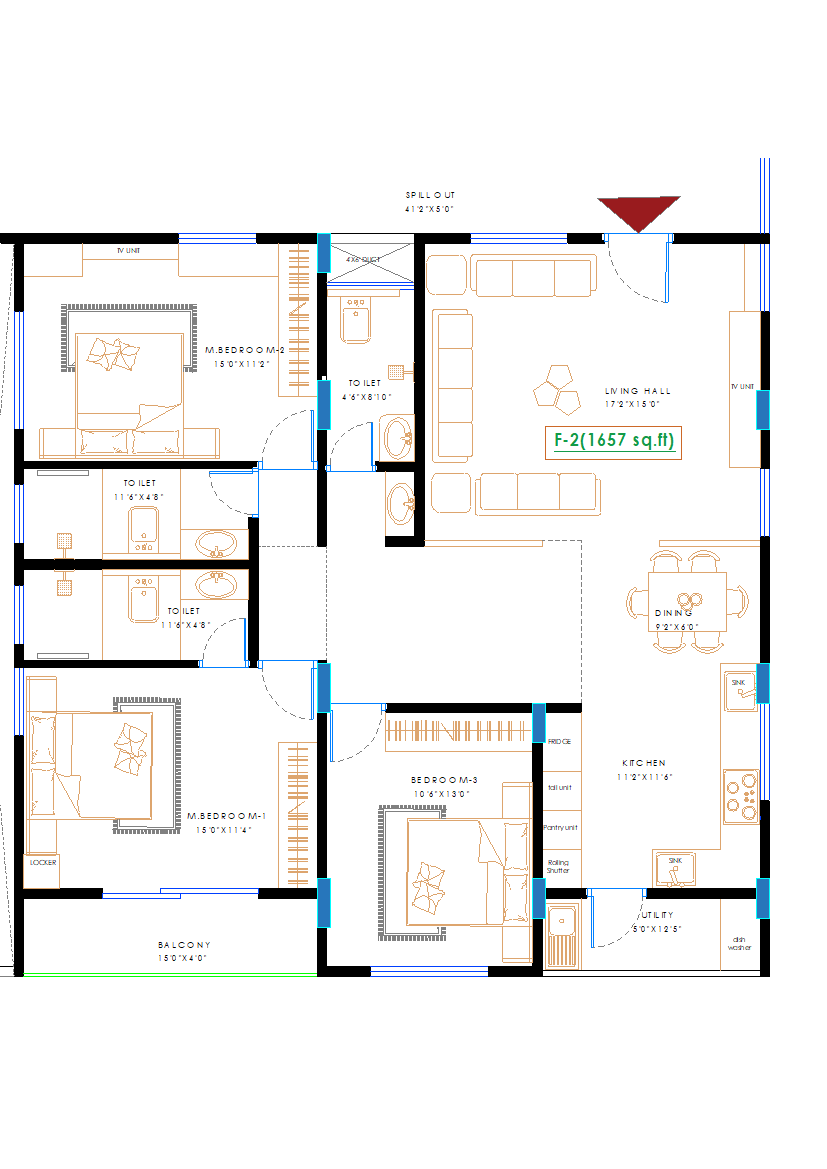 SPILL OUT
41'2"X5'0"
TV UNIT
4'X6' DUCT
M.BEDROOM-2
15'0"X11'2"
TOILET
4'6"X8'10"
LIVING HALL
17'2"X15'0"
TV UNIT
F-2(1657 sq.ft)
TOILET
11'6"X4'8"
TOILET
11'6"X4'8"
DINING
9'2"X6'0"
SINK
FRIDGE
KITCHEN
11'2"X11'6"
tall unit
BEDROOM-3
10'6"X13'0"
M.BEDROOM-1
15'0"X11'4"
Pantry unit
LOCKER
Rolling
Shutter
SINK
UTILITY
5'0"X12'5"
BALCONY
15'0"X4'0"
dish
washer